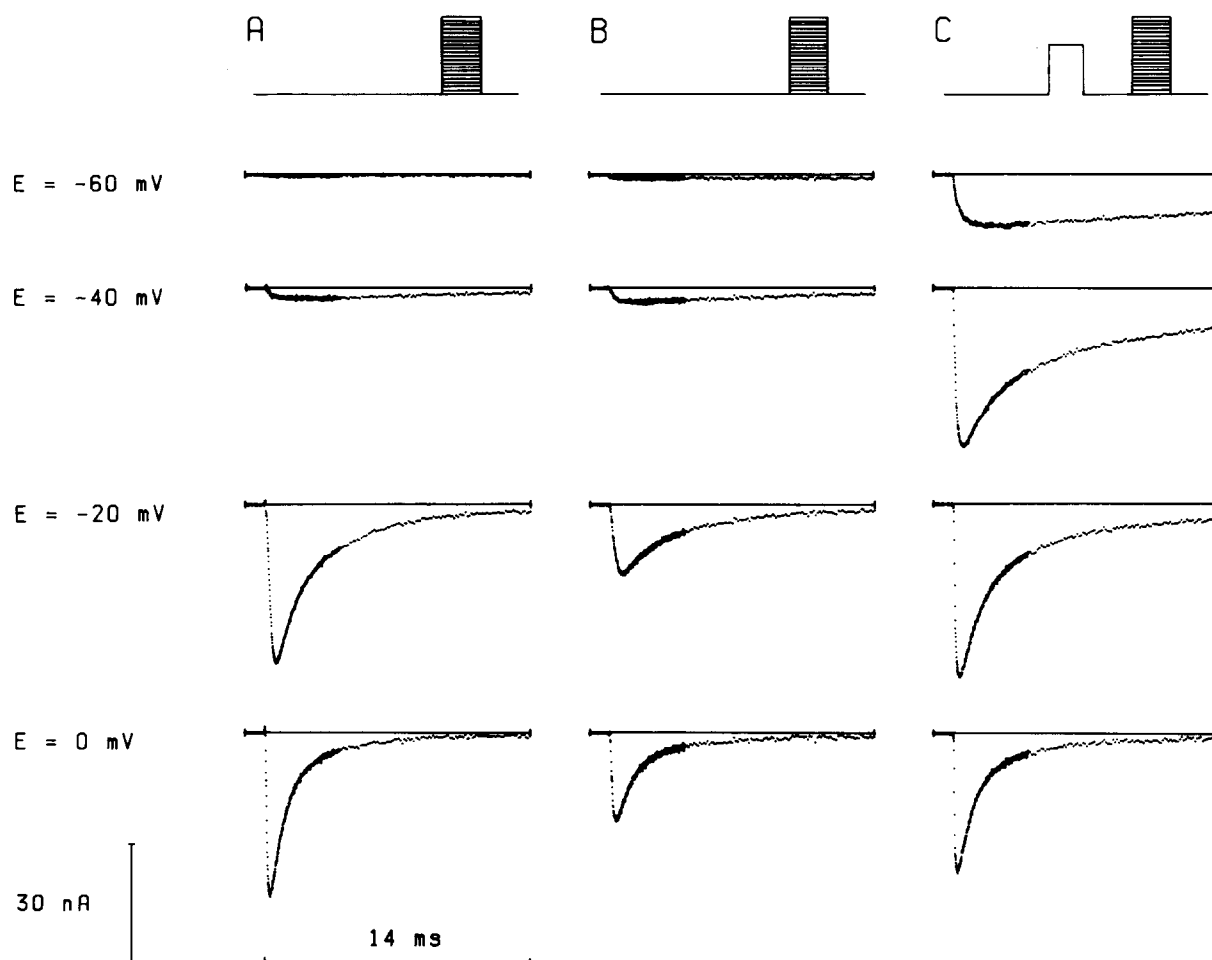 A B C
E = -60 mV
E = -40 mV
E = -20 mV
E = 0 mV
30 nA
14 ms